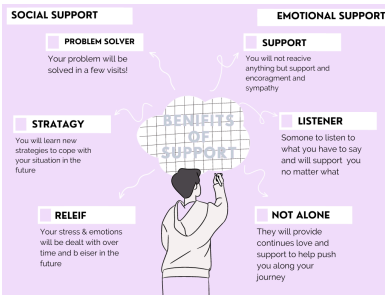 SOCIAL SUPPORT
PROBLEM SOLVER
Your problem will be
solved in a few visits!
STRATAGY
You will learn new
strategies to cope with
your situation in the
future
RELEIF
Your stress & emotions
will be dealt with over
time and b eiser in the
future
BENIFITS
OF
SUPPORT
EMOTIONAL SUPPORT
SUPPORT
You will not reacive
anything but support and
encoragment and
sympathy
LISTENER
Somone to listen to
what you have to say
and will support you
no matter what
NOT ALONE
They will provide
continues love and
support to help push
you along your
journey